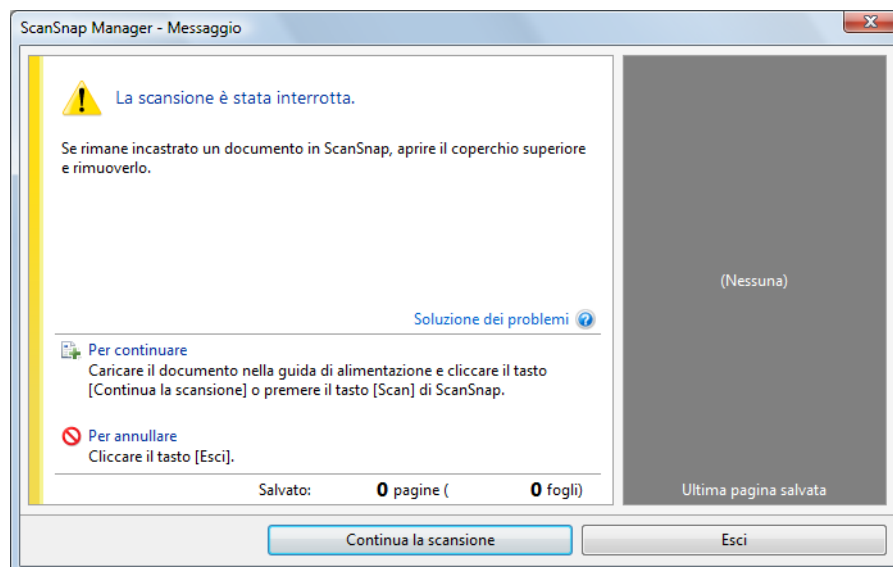 ScanSnap Manager - Messaggio
La scansione è stata interrotta.
Se rimane incastrato un documento in ScanSnap, aprire il coperchio superiore
e rimuoverlo.
(Nessuna)
Soluzione dei problemi
Per continuare
Caricare il documento nella guida di alimentazione e cliccare il tasto
[Continua la scansione] o premere il tasto [Scan] di ScanSnap.
Per annullare
Cliccare il tasto [Esci].
Salvato: 0 pagine ( 0 fogli)
Ultima pagina salvata
Continua la scansione
Esci